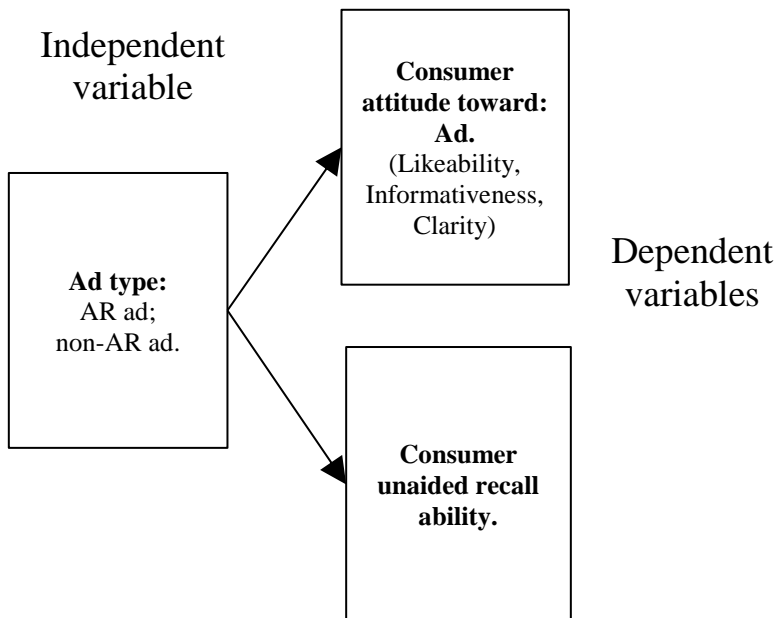 Independent
variable
Consumer
attitude toward:
Ad.
(Likeability,
Informativeness,
Clarity)
Ad type:
AR ad;
non-AR ad.
Dependent
variables
Consumer
unaided recall
ability.